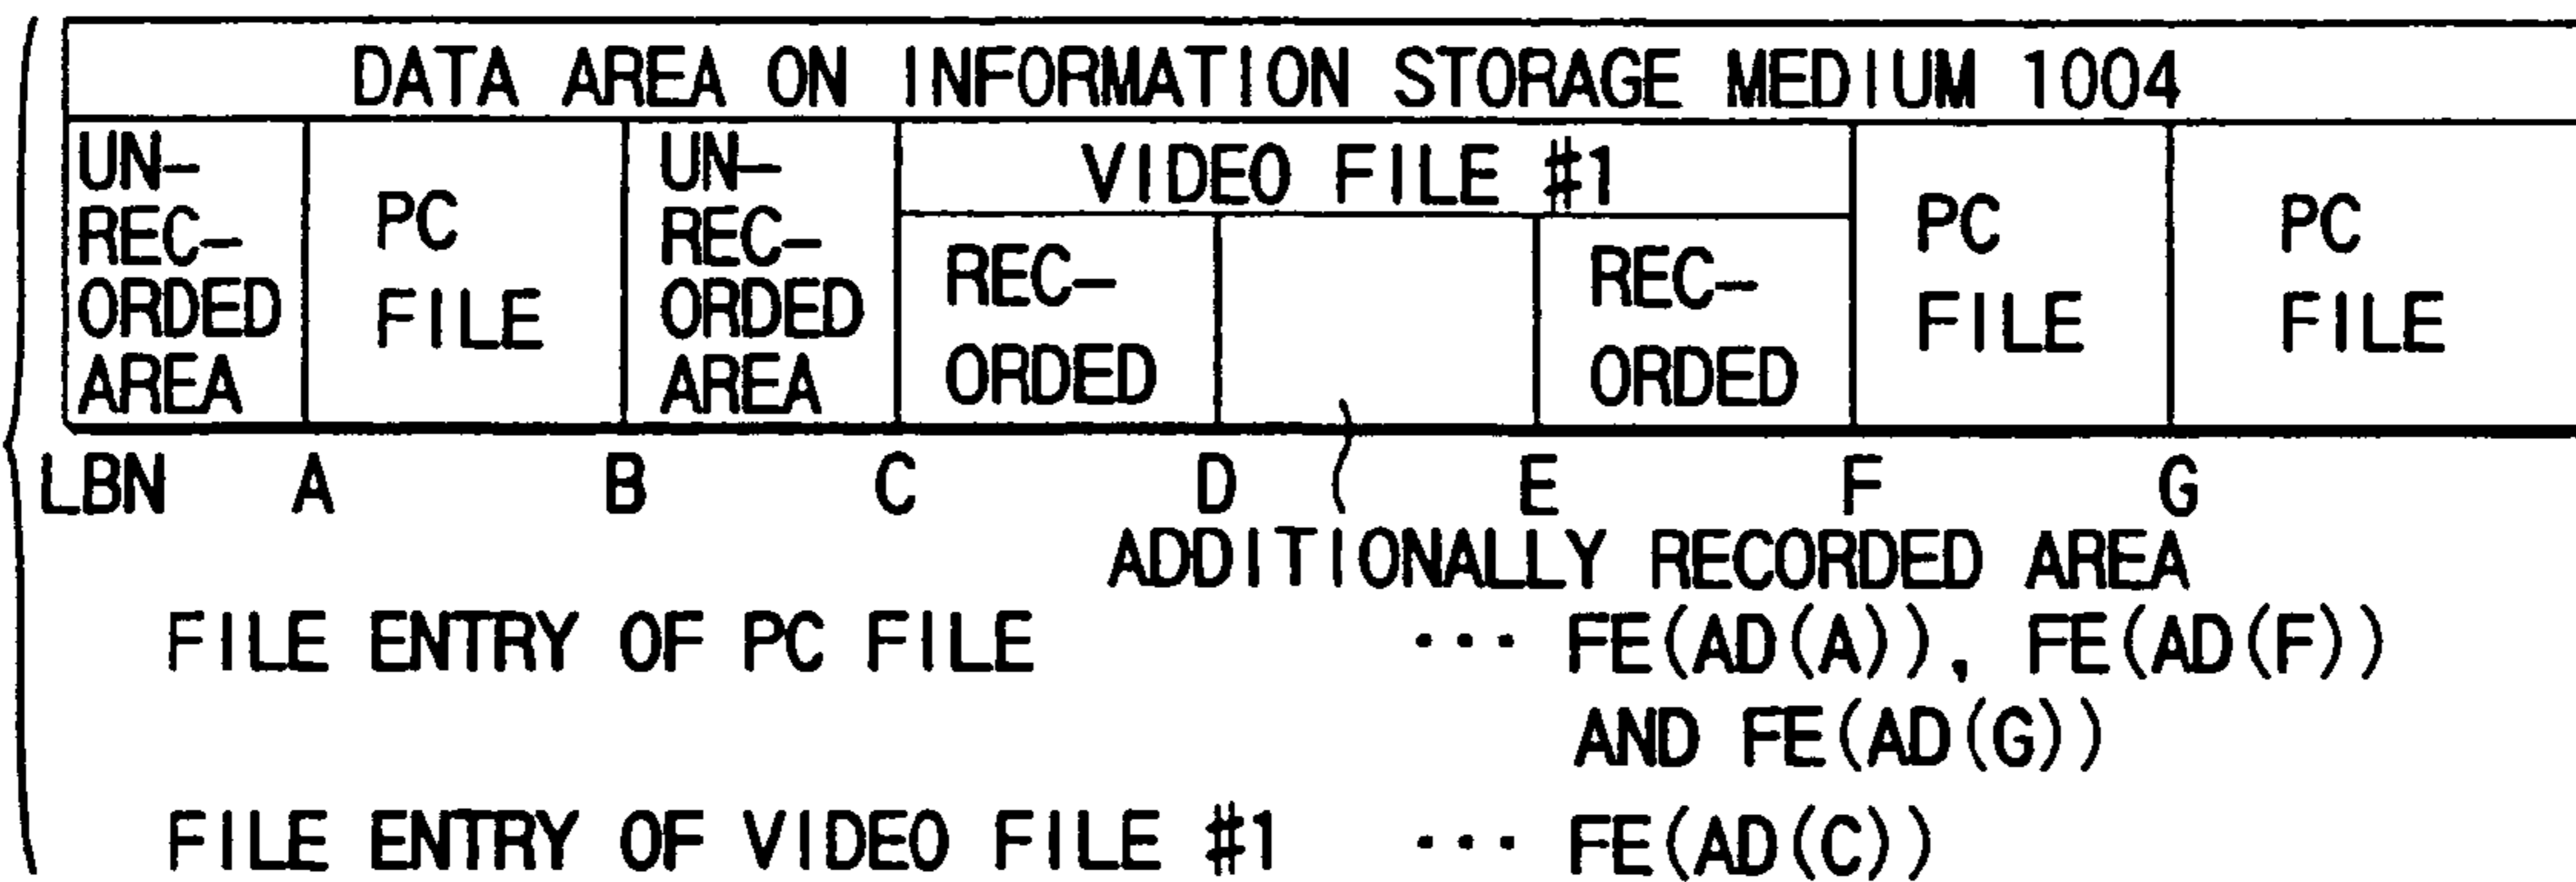 DATA AREA ON INFORMATION STORAGE MEDIUM 1004
UN-
REC-
ORDED
AREA
PC
FILE
UN-
REC-
ORDED
AREA
VIDEO FILE #1
REC-
ORDED
REC-
ORDED
PC
FILE
PC
FILE
LBN A B C D E F G
ADDITIONALLY RECORDED AREA
FILE ENTRY OF PC FILE ··· FE(AD(A)), FE(AD(F))
AND FE(AD(G))
FILE ENTRY OF VIDEO FILE #1 ··· FE(AD(C))